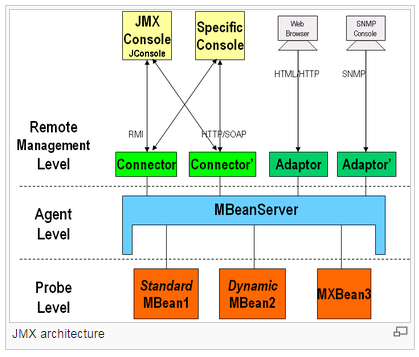 JMX
Console
JConsole
Specific
Console
Web
Browser
SNMP
Console
HTML/HTTP
SNMP
RMI
HTTP/SOAP
Remote
Management
Level
Connector
Connector'
Adaptor
Adaptor'
Agent
Level
MBeanServer
Probe
Level
Standard
MBean1
Dynamic
MBean2
MXBean3
JMX architecture